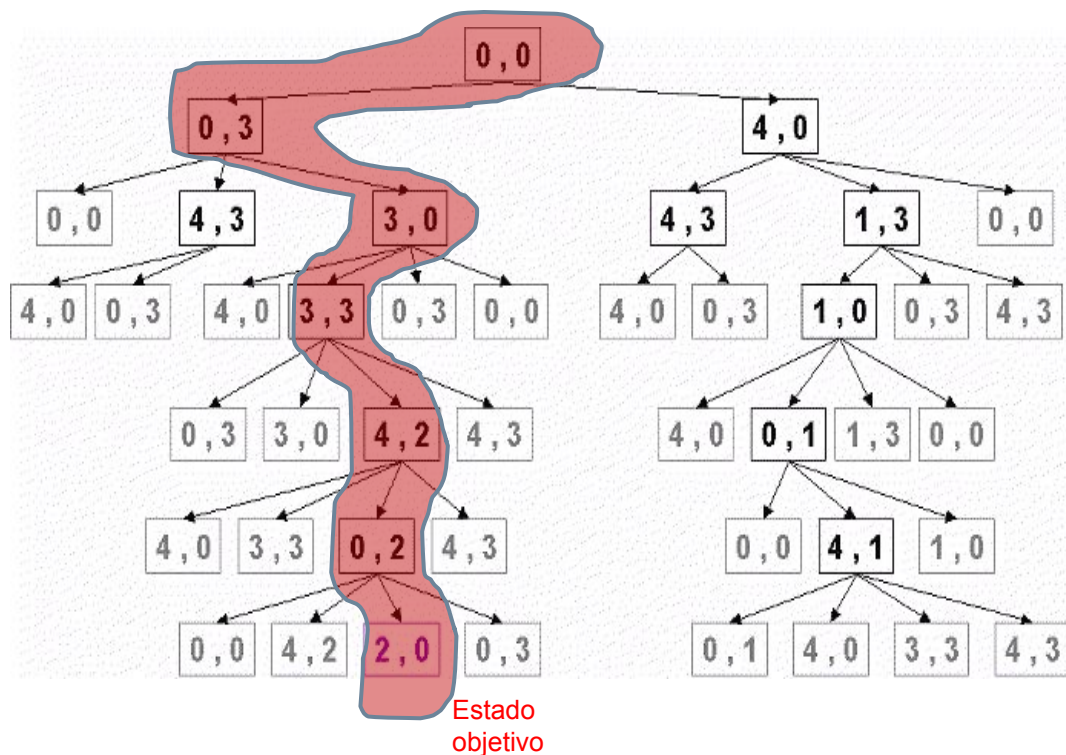 0 , 0
0 , 3 4 , 0
0 , 0 4 , 3 3 , 0 4 , 3 1 , 3 0 , 0
4 , 0 0 , 3 4 , 0 3 , 3 0 , 3 0 , 0 4 , 0 0 , 3 1 , 0 0 , 3 4 , 3
0 , 3 3 , 0 4 , 2 4 , 3 4 , 0 0 , 1 1 , 3 0 , 0
4 , 0 3 , 3 0 , 2 4 , 3 0 , 0 4 , 1 1 , 0
0 , 0 4 , 2 2 , 0 0 , 3 0 , 1 4 , 0 3 , 3 4 , 3
Estado
objetivo